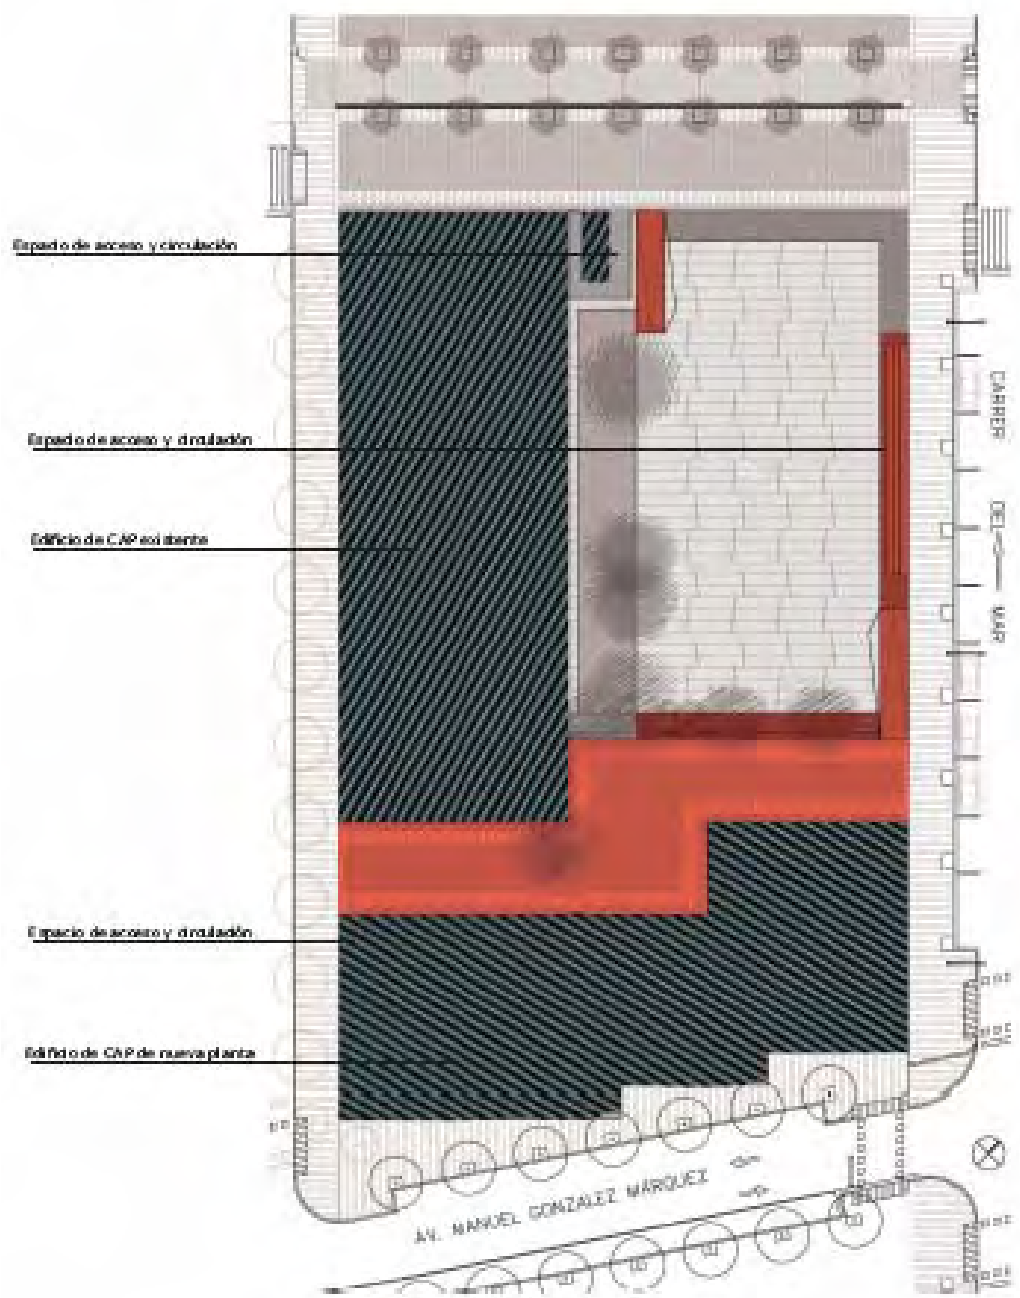 Espacio de acceso y circulación
Espacio de acceso y circulación
Edificio de CAP existente
Espacio de acceso y circulación
Edificio de CAP de nueva planta
CARRER DEL MAR
AV. MANUEL GONZALEZ MARQUEZ